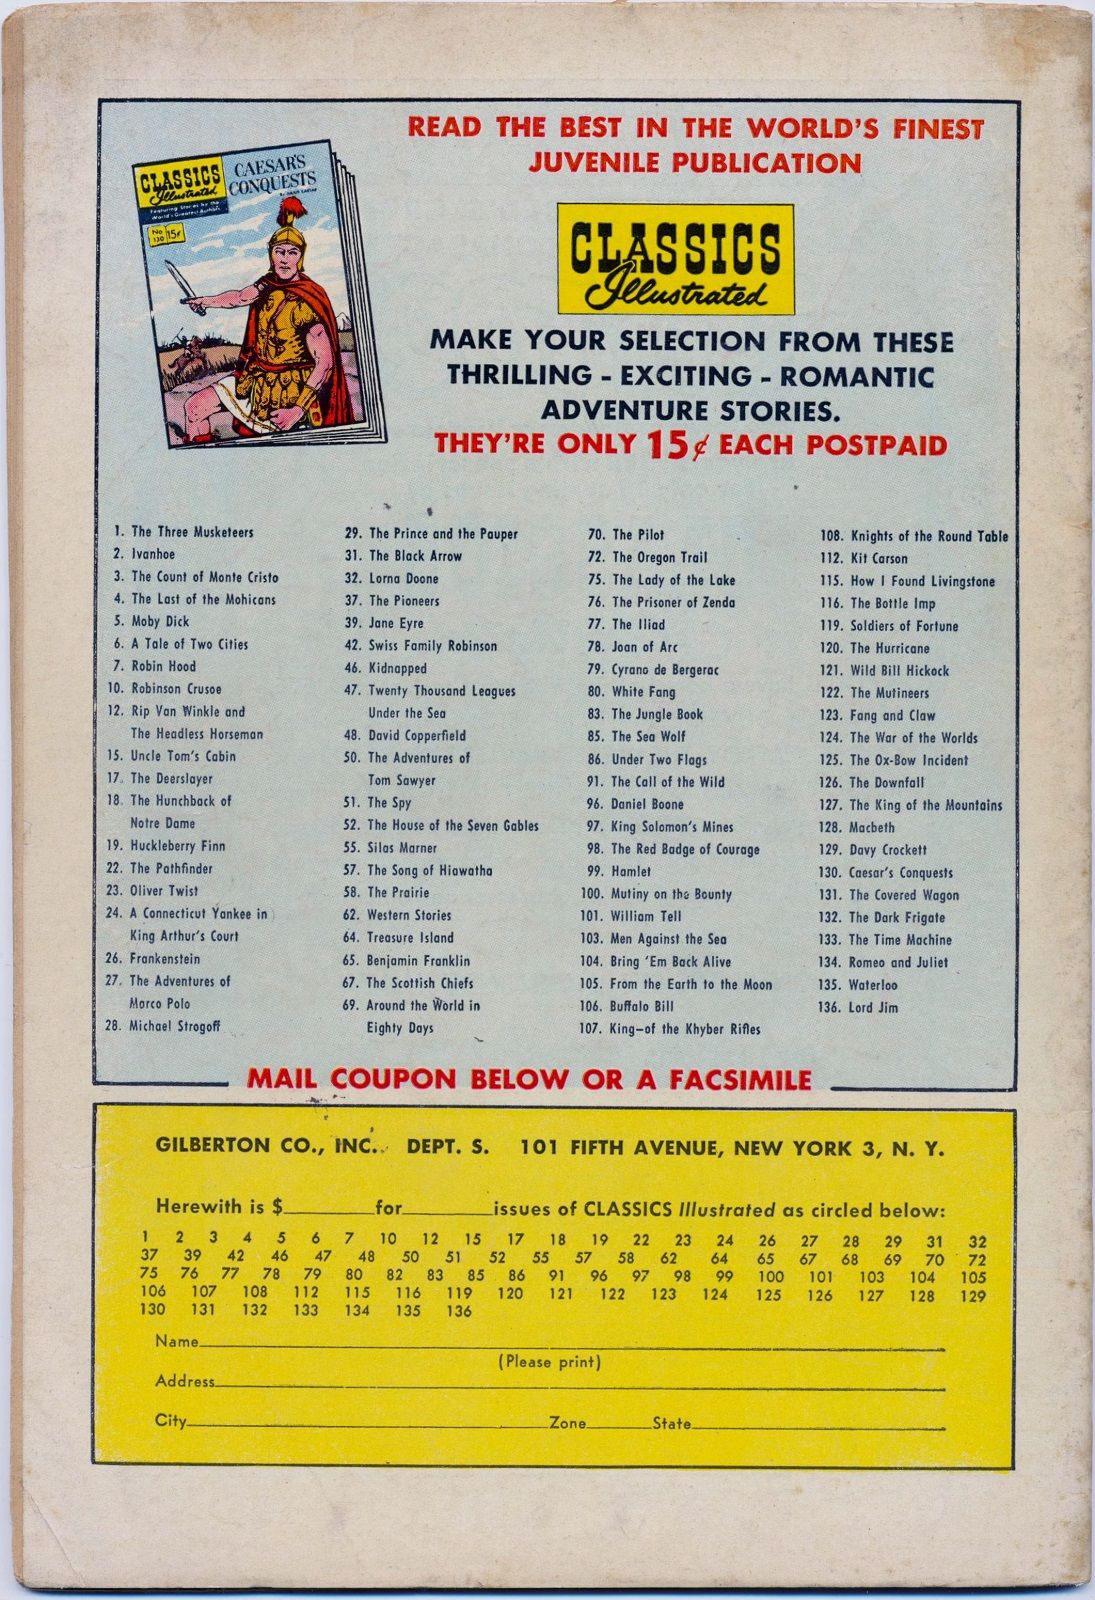 READ THE BEST IN THE WORLD'S FINEST
JUVENILE PUBLICATION
CLASSICS
Illustrated
CAESAR'S
CONQUESTS
Featuring Stories by the
World's Greatest Authors
No
130
15¢
CLASSICS
Illustrated
MAKE YOUR SELECTION FROM THESE
THRILLING - EXCITING - ROMANTIC
ADVENTURE STORIES.
THEY'RE ONLY 15¢ EACH POSTPAID
1. The Three Musketeers
2. Ivanhoe
3. The Count of Monte Cristo
4. The Last of the Mohicans
5. Moby Dick
6. A Tale of Two Cities
7. Robin Hood
10. Robinson Crusoe
12. Rip Van Winkle and
The Headless Horseman
15. Uncle Tom's Cabin
17. The Deerslayer
18. The Hunchback of
Notre Dame
19. Huckleberry Finn
22. The Pathfinder
23. Oliver Twist
24. A Connecticut Yankee in
King Arthur's Court
26. Frankenstein
27. The Adventures of
Marco Polo
28. Michael Strogoff
29. The Prince and the Pauper
31. The Black Arrow
32. Lorna Doone
37. The Pioneers
39. Jane Eyre
42. Swiss Family Robinson
46. Kidnapped
47. Twenty Thousand Leagues
Under the Sea
48. David Copperfield
50. The Adventures of
Tom Sawyer
51. The Spy
52. The House of the Seven Gables
55. Silas Marner
57. The Song of Hiawatha
58. The Prairie
62. Western Stories
64. Treasure Island
65. Benjamin Franklin
67. The Scottish Chiefs
69. Around the World in
Eighty Days
70. The Pilot
72. The Oregon Trail
75. The Lady of the Lake
76. The Prisoner of Zenda
77. The Iliad
78. Joan of Arc
79. Cyrano de Bergerac
80. White Fang
83. The Jungle Book
85. The Sea Wolf
86. Under Two Flags
91. The Call of the Wild
96. Daniel Boone
97. King Solomon's Mines
98. The Red Badge of Courage
99. Hamlet
100. Mutiny on the Bounty
101. William Tell
103. Men Against the Sea
104. Bring 'Em Back Alive
105. From the Earth to the Moon
106. Buffalo Bill
107. King—of the Khyber Rifles
108. Knights of the Round Table
112. Kit Carson
115. How I Found Livingstone
116. The Bottle Imp
119. Soldiers of Fortune
120. The Hurricane
121. Wild Bill Hickock
122. The Mutineers
123. Fang and Claw
124. The War of the Worlds
125. The Ox-Bow Incident
126. The Downfall
127. The King of the Mountains
128. Macbeth
129. Davy Crockett
130. Caesar's Conquests
131. The Covered Wagon
132. The Dark Frigate
133. The Time Machine
134. Romeo and Juliet
135. Waterloo
136. Lord Jim
MAIL COUPON BELOW OR A FACSIMILE
GILBERTON CO., INC. DEPT. S. 101 FIFTH AVENUE, NEW YORK 3, N. Y.
Herewith is $ for issues of CLASSICS Illustrated as circled below:
1 2 3 4 5 6 7 10 12 15 17 18 19 22 23 24 26 27 28 29 31 32
37 39 42 46 47 48 50 51 52 55 57 58 62 64 65 67 68 69 70 72
75 76 77 78 79 80 82 83 85 86 91 96 97 98 99 100 101 103 104 105
106 107 108 112 115 116 119 120 121 122 123 124 125 126 127 128 129
130 131 132 133 134 135 136
Name
(Please print)
Address
City Zone State